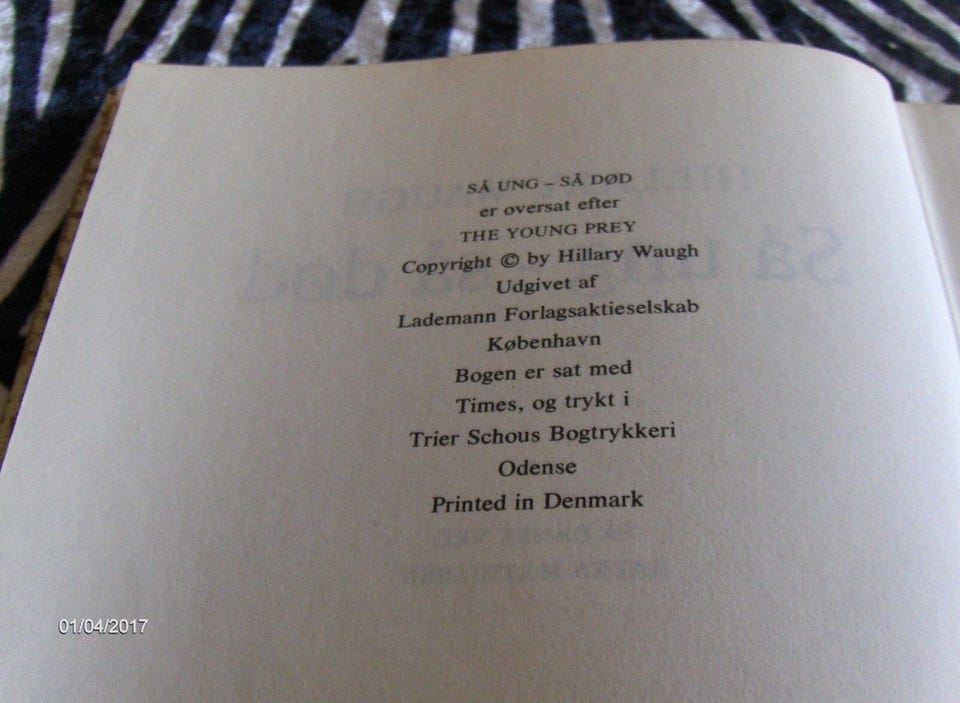 SÅ UNG – SÅ DØD
er oversat efter
THE YOUNG PREY
Copyright © by Hillary Waugh
Udgivet af
Lademann Forlagsaktieselskab
København
Bogen er sat med
Times, og trykt i
Trier Schous Bogtrykkeri
Odense
Printed in Denmark
01/04/2017